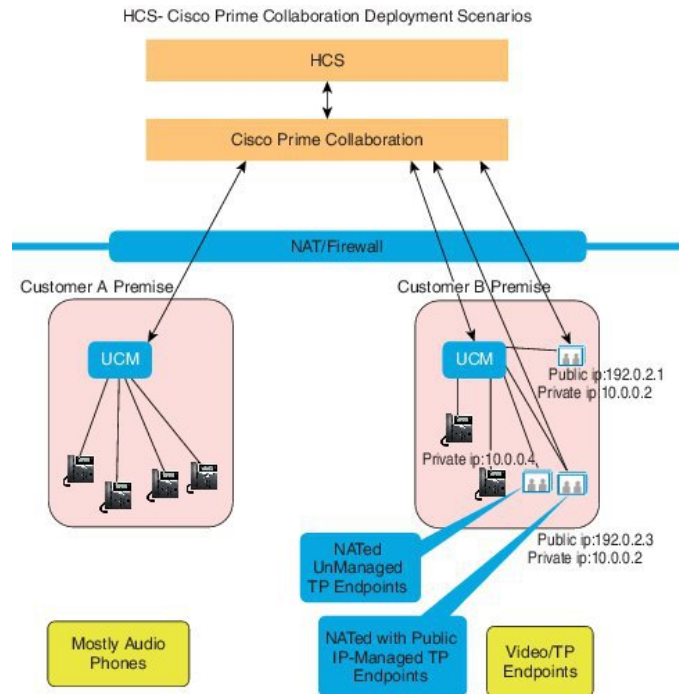 HCS- Cisco Prime Collaboration Deployment Scenarios
HCS
Cisco Prime Collaboration
NAT/Firewall
Customer A Premise
Customer B Premise
UCM
UCM
Public ip:192.0.2.1
Private ip:10.0.0.2
Private ip:10.0.0.4
Public ip:192.0.2.3
Private ip:10.0.0.2
NATed
UnManaged
TP Endpoints
Mostly Audio
Phones
NATed with Public
IP-Managed TP
Endpoints
Video/TP
Endpoints